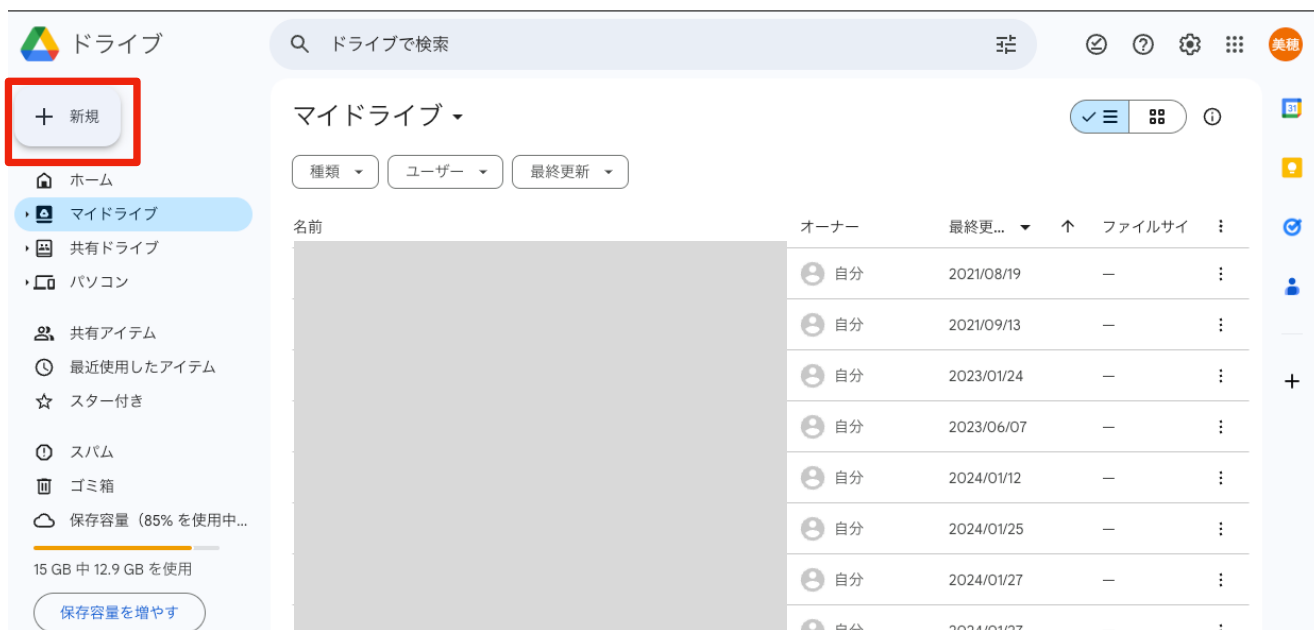 ドライブ
ドライブで検索
美穂
新規
マイドライブ
31
種類
ユーザー
最終更新
ホーム
マイドライブ
共有ドライブ
パソコン
共有アイテム
最近使用したアイテム
スター付き
スパム
ゴミ箱
保存容量（85% を使用中...
15 GB 中 12.9 GB を使用
保存容量を増やす
名前 オーナー 最終更... ファイルサイ
自分 2021/08/19 —
自分 2021/09/13 —
自分 2023/01/24 —
自分 2023/06/07 —
自分 2024/01/12 —
自分 2024/01/25 —
自分 2024/01/27 —
自分 2024/01/27